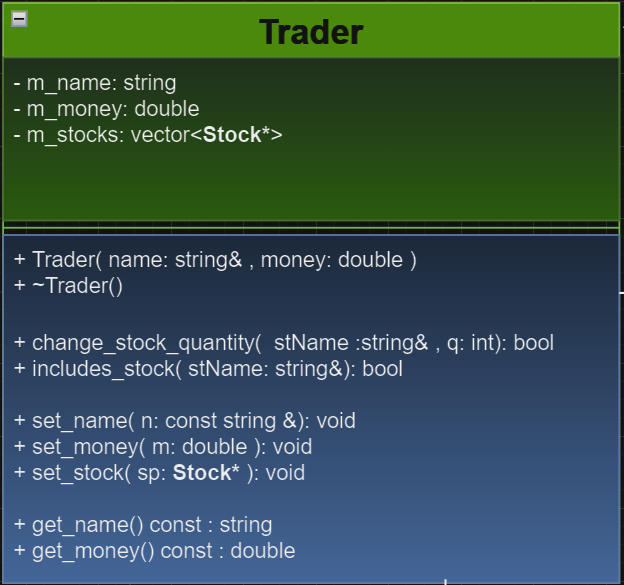 Trader
- m_name: string
- m_money: double
- m_stocks: vector<Stock*>
+ Trader( name: string& , money: double )
+ ~Trader()
+ change_stock_quantity(  stName :string& , q: int): bool
+ includes_stock( stName: string&): bool
+ set_name( n: const string &): void
+ set_money( m: double ): void
+ set_stock( sp: Stock* ): void
+ get_name() const : string
+ get_money() const : double